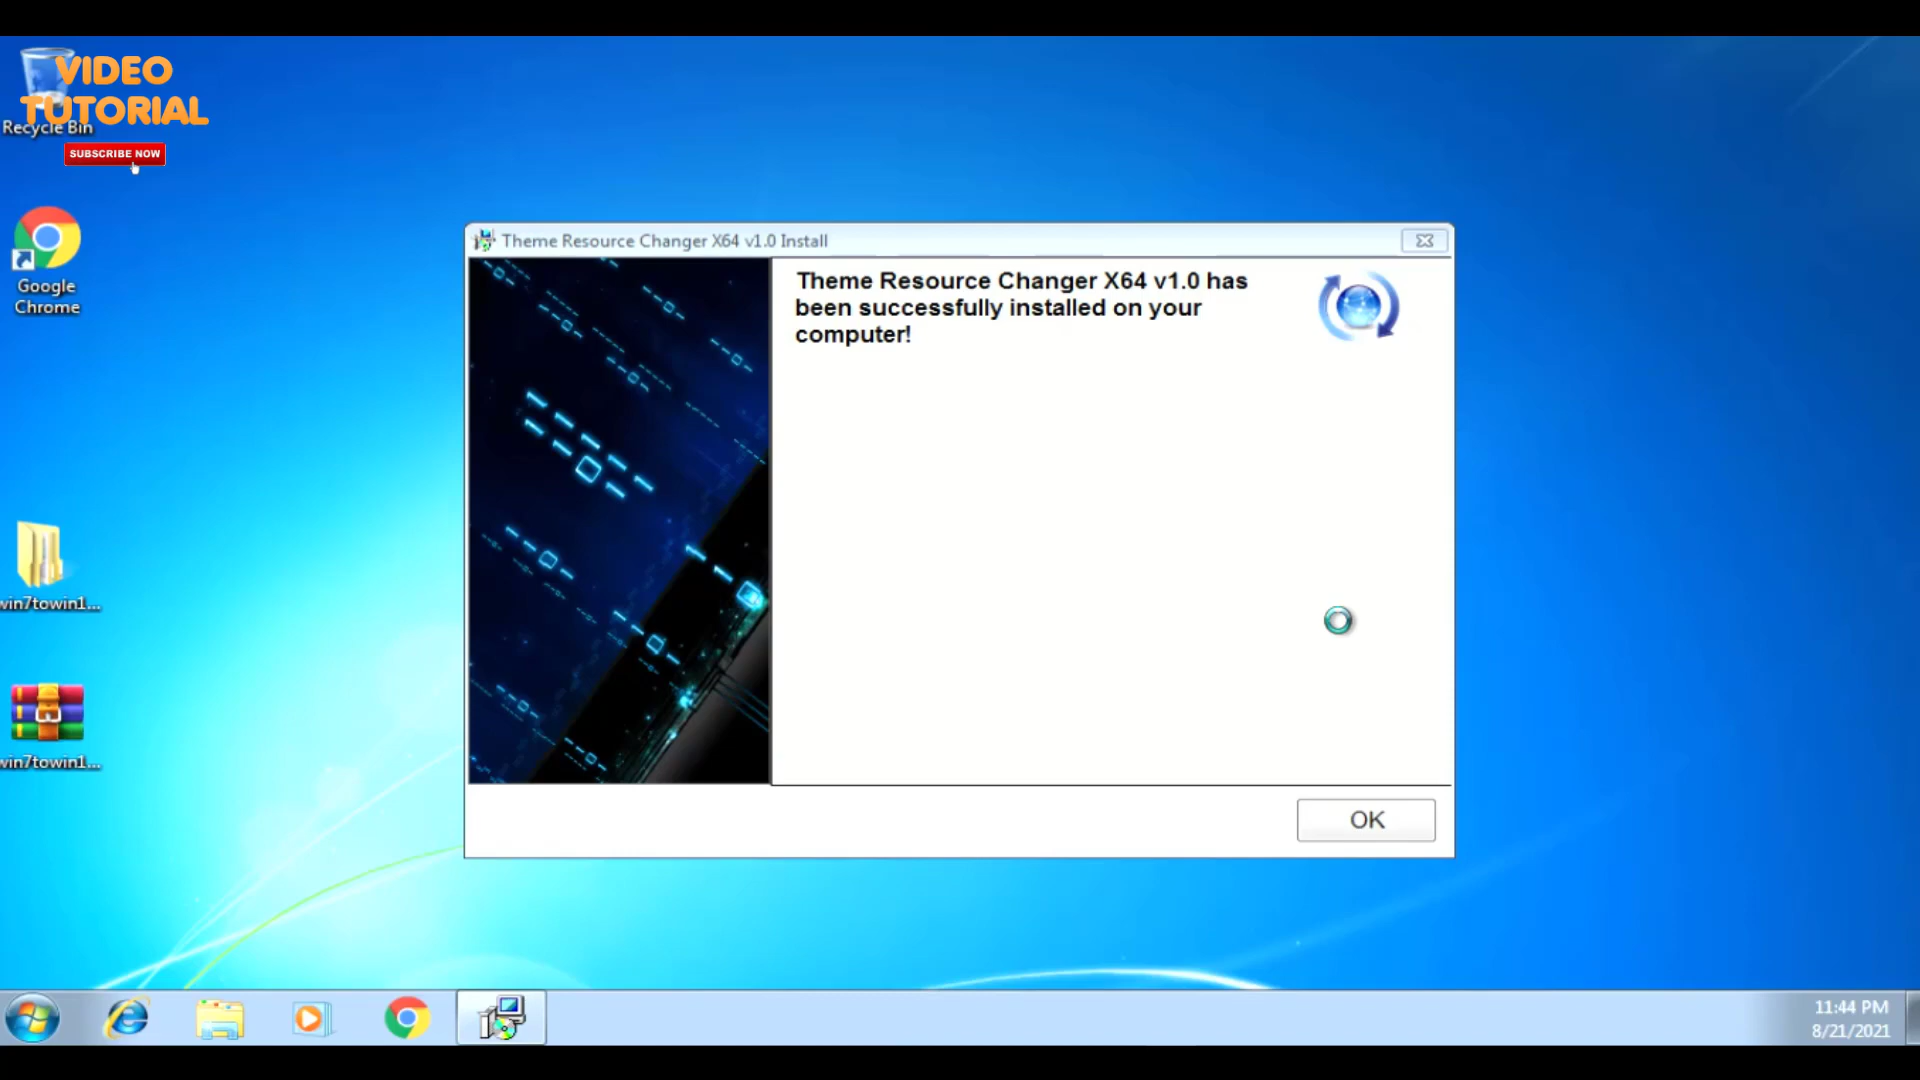 VIDEO
TUTORIAL
Recycle Bin
SUBSCRIBE NOW
Google
Chrome
win7towin1...
win7towin1...
Theme Resource Changer X64 v1.0 Install
Theme Resource Changer X64 v1.0 has
been successfully installed on your
computer!
OK
11:44 PM
8/21/2021